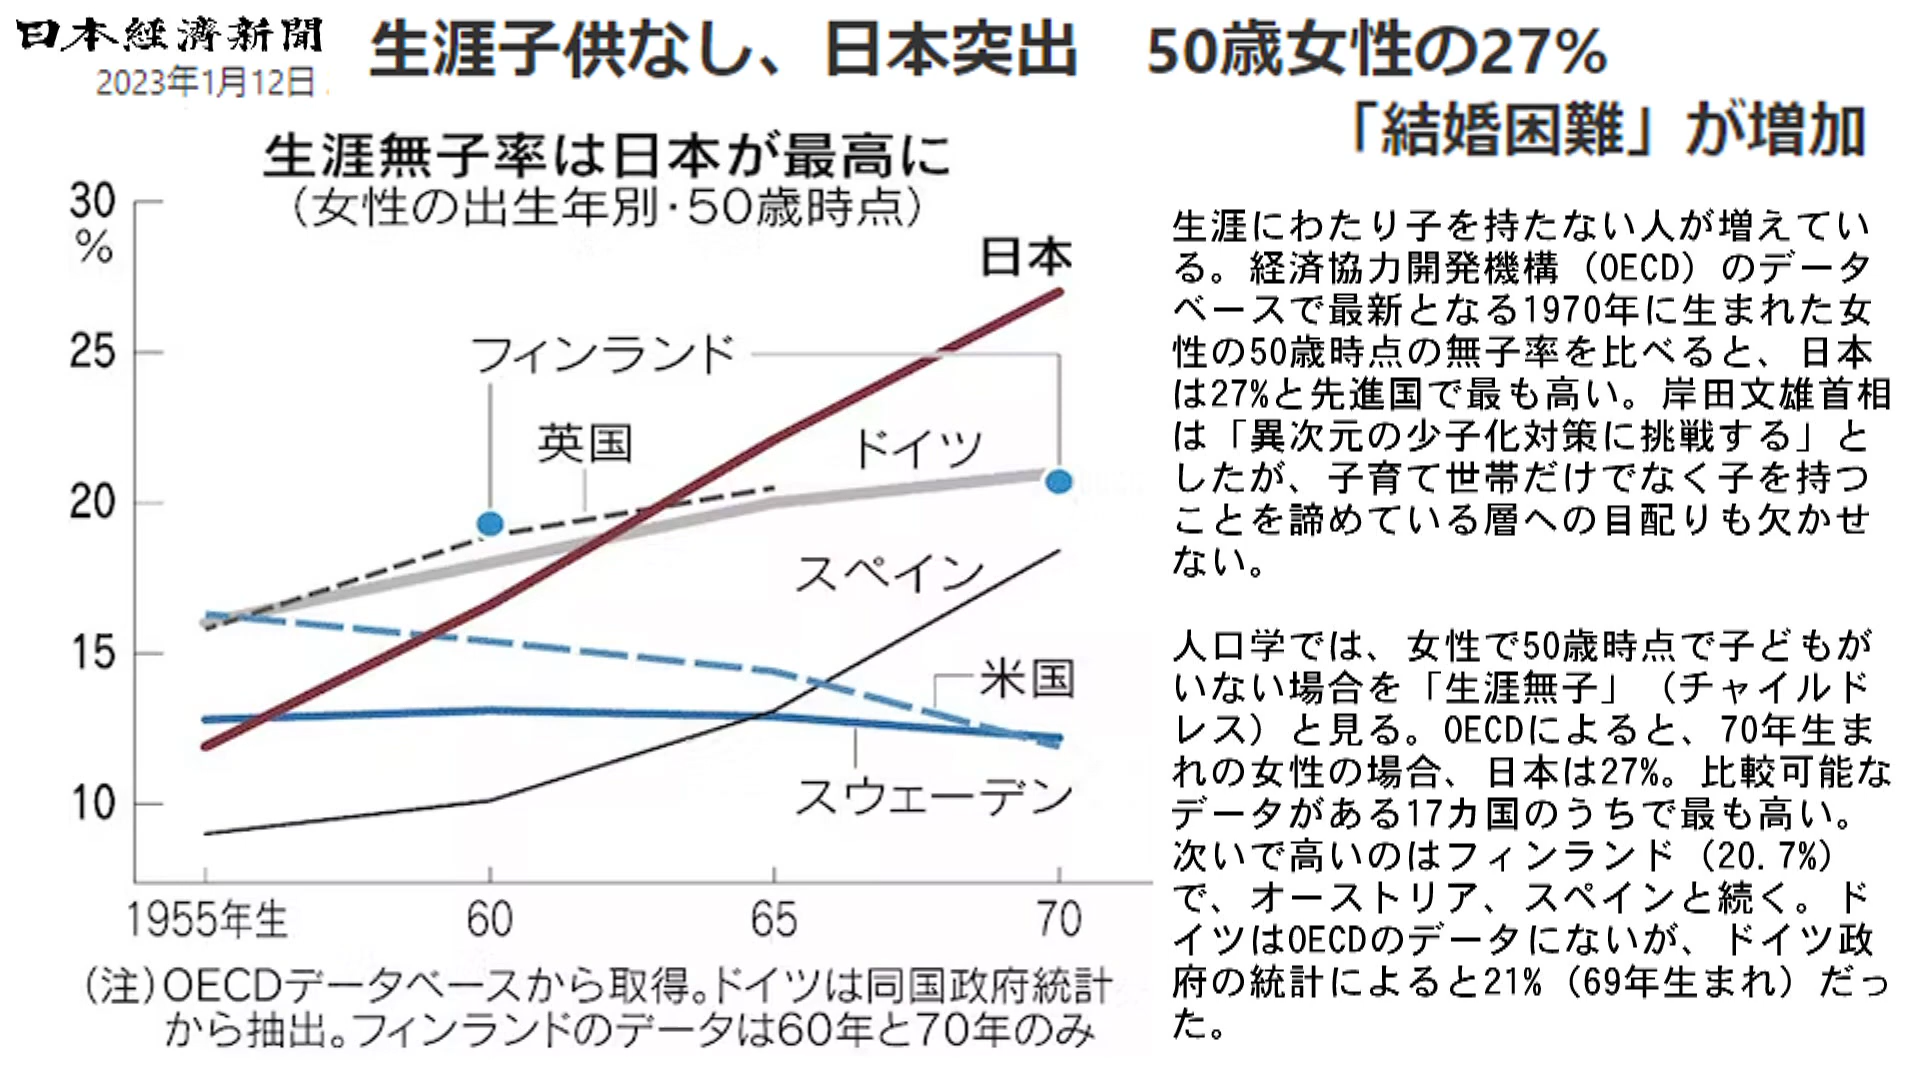 日本経済新聞
2023年1月12日
生涯子供なし、日本突出 50歳女性の27%
「結婚困難」が増加
生涯無子率は日本が最高に
（女性の出生年別・50歳時点）
30
%
25
20
15
10
日本
フィンランド
英国
ドイツ
スペイン
米国
スウェーデン
1955年生 60 65 70
（注）OECDデータベースから取得。ドイツは同国政府統計
から抽出。フィンランドのデータは60年と70年のみ
生涯にわたり子を持たない人が増えてい
る。経済協力開発機構（OECD）のデータ
ベースで最新となる1970年に生まれた女
性の50歳時点の無子率を比べると、日本
は27%と先進国で最も高い。岸田文雄首相
は「異次元の少子化対策に挑戦する」と
したが、子育て世帯だけでなく子を持つ
ことを諦めている層への目配りも欠かせ
ない。
人口学では、女性で50歳時点で子どもが
いない場合を「生涯無子」（チャイルド
レス）と見る。OECDによると、70年生ま
れの女性の場合、日本は27%。比較可能な
データがある17カ国のうちで最も高い。
次いで高いのはフィンランド（20.7%）
で、オーストリア、スペインと続く。ド
イツはOECDのデータにないが、ドイツ政
府の統計によると21%（69年生まれ）だっ
た。